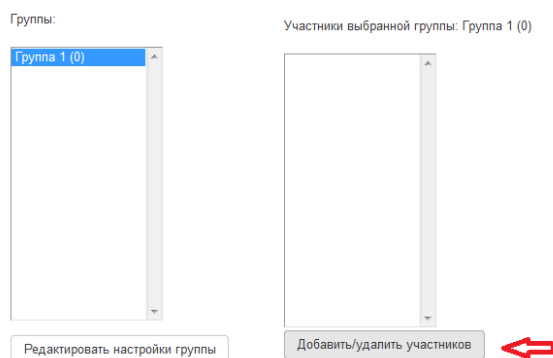 Группы:
Участники выбранной группы: Группа 1 (0)
Группа 1 (0)
Редактировать настройки группы
Добавить/удалить участников